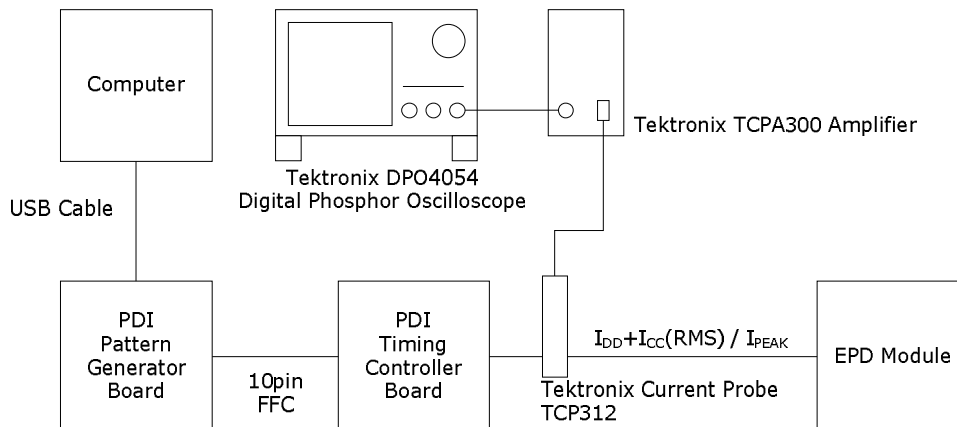 Computer
Tektronix TCPA300 Amplifier
Tektronix DPO4054
Digital Phosphor Oscilloscope
USB Cable
PDI
Pattern
Generator
Board
10pin
FFC
PDI
Timing
Controller
Board
IDD+ICC(RMS) / IPEAK
Tektronix Current Probe
TCP312
EPD Module